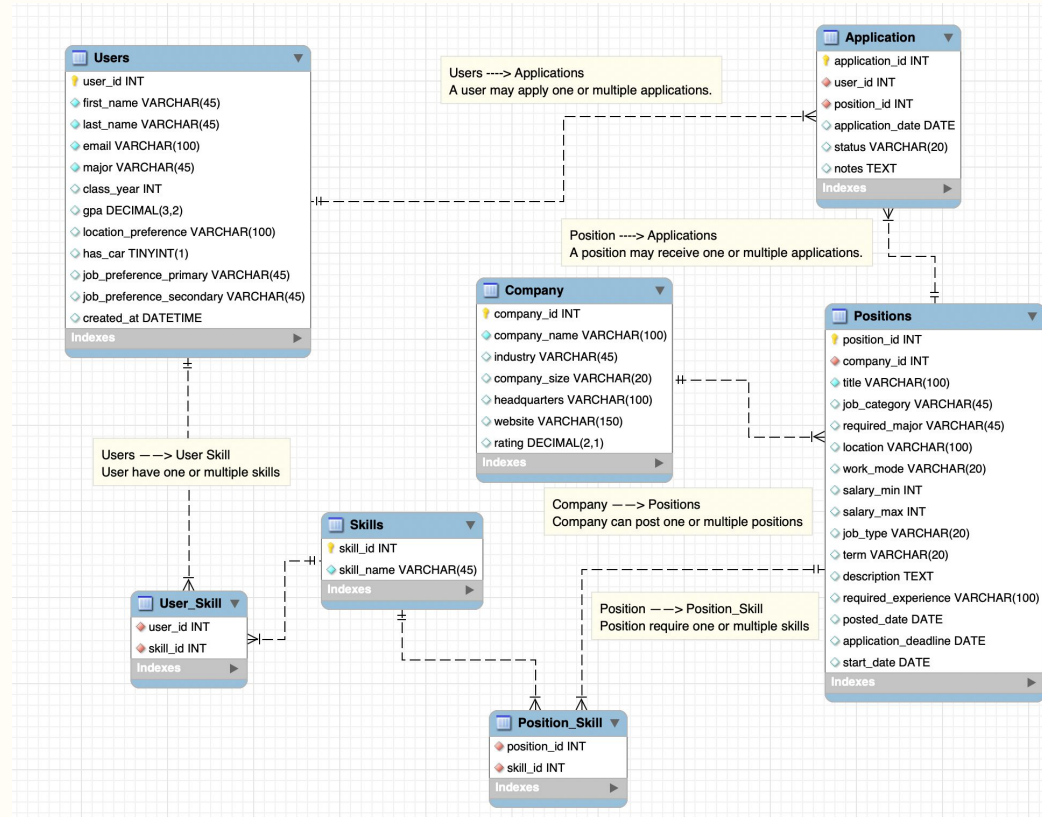 Users
user_id INT
first_name VARCHAR(45)
last_name VARCHAR(45)
email VARCHAR(100)
major VARCHAR(45)
class_year INT
gpa DECIMAL(3,2)
location_preference VARCHAR(100)
has_car TINYINT(1)
job_preference_primary VARCHAR(45)
job_preference_secondary VARCHAR(45)
created_at DATETIME
Indexes
Users ----> Applications
A user may apply one or multiple applications.
Application
application_id INT
user_id INT
position_id INT
application_date DATE
status VARCHAR(20)
notes TEXT
Indexes
Position ----> Applications
A position may receive one or multiple applications.
Company
company_id INT
company_name VARCHAR(100)
industry VARCHAR(45)
company_size VARCHAR(20)
headquarters VARCHAR(100)
website VARCHAR(150)
rating DECIMAL(2,1)
Indexes
Positions
position_id INT
company_id INT
title VARCHAR(100)
job_category VARCHAR(45)
required_major VARCHAR(45)
location VARCHAR(100)
work_mode VARCHAR(20)
salary_min INT
salary_max INT
job_type VARCHAR(20)
term VARCHAR(20)
description TEXT
required_experience VARCHAR(100)
posted_date DATE
application_deadline DATE
start_date DATE
Indexes
Users ——> User Skill
User have one or multiple skills
Company ——> Positions
Company can post one or multiple positions
Skills
skill_id INT
skill_name VARCHAR(45)
Indexes
User_Skill
user_id INT
skill_id INT
Indexes
Position ——> Position_Skill
Position require one or multiple skills
Position_Skill
position_id INT
skill_id INT
Indexes